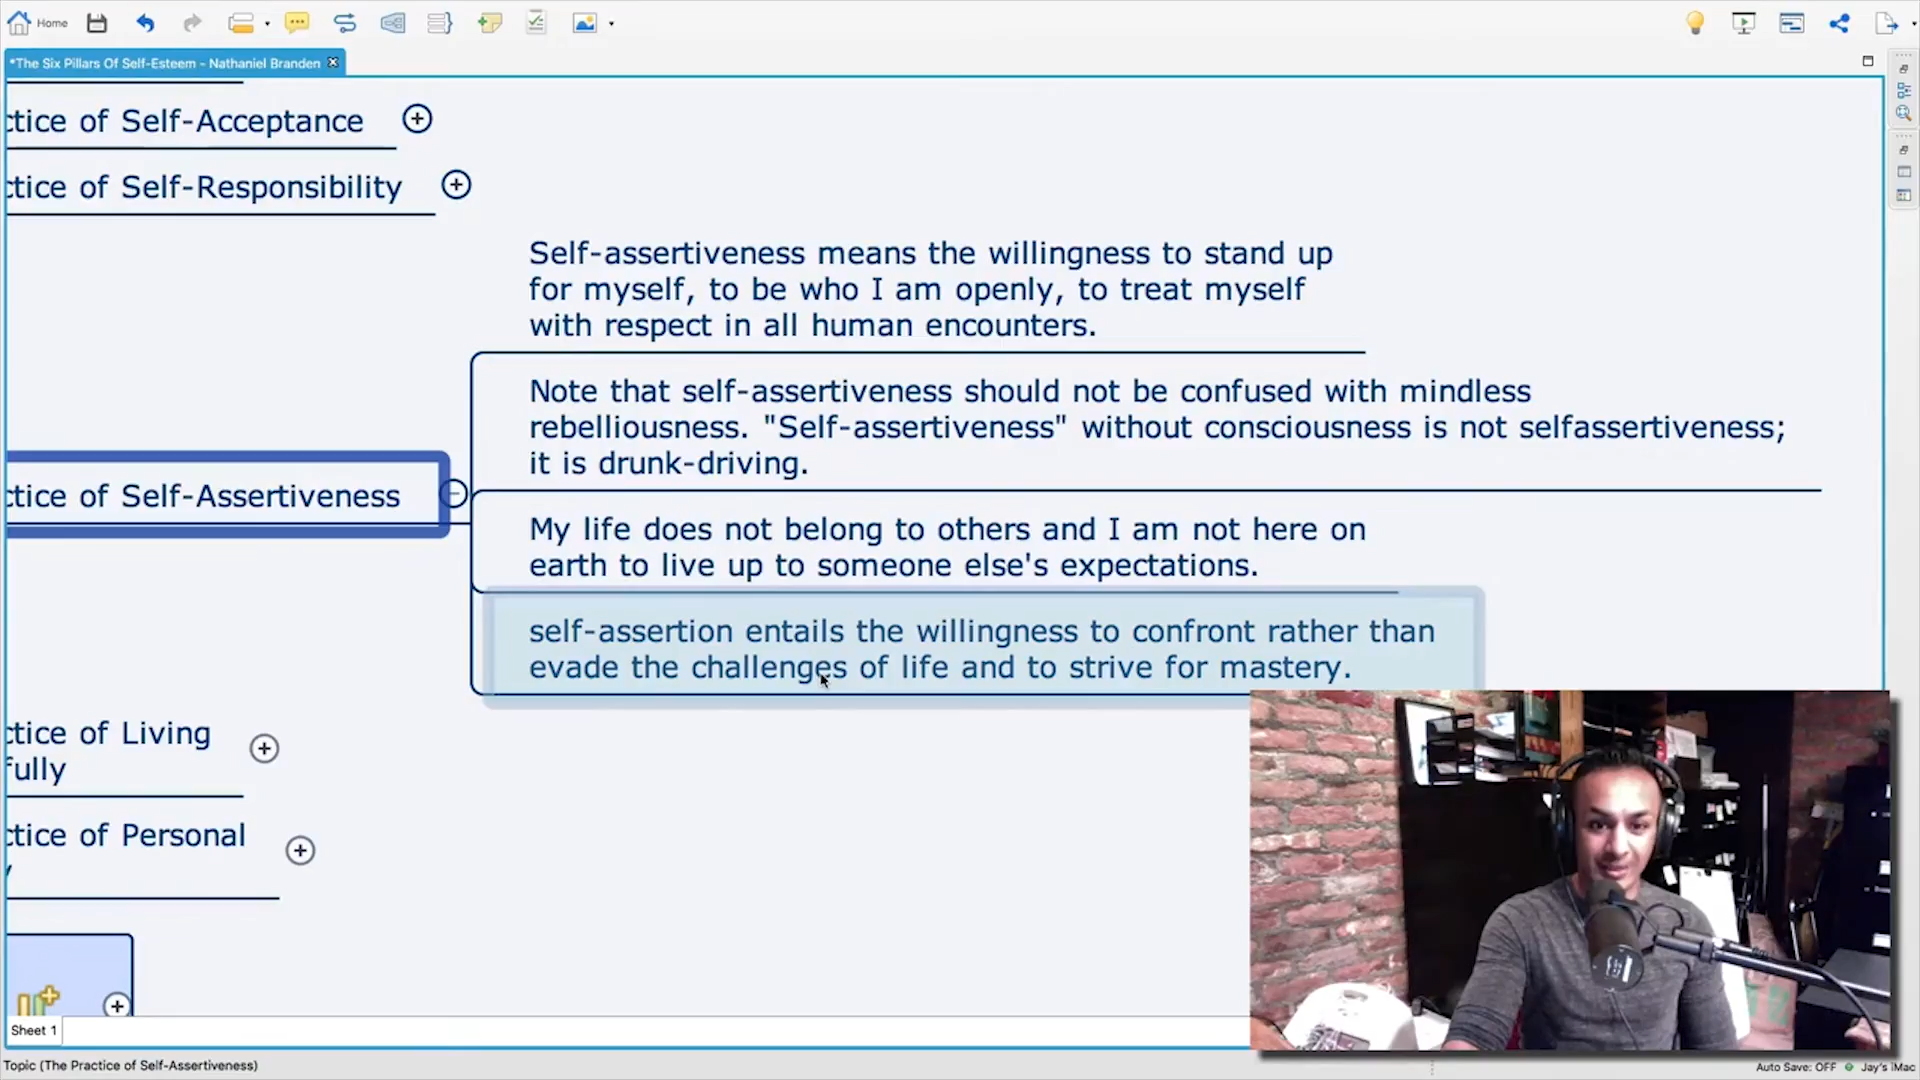 Home
*The Six Pillars Of Self-Esteem - Nathaniel Branden
ctice of Self-Acceptance
ctice of Self-Responsibility
Self-assertiveness means the willingness to stand up
for myself, to be who I am openly, to treat myself
with respect in all human encounters.
Note that self-assertiveness should not be confused with mindless
rebelliousness. "Self-assertiveness" without consciousness is not selfassertiveness;
it is drunk-driving.
ctice of Self-Assertiveness
My life does not belong to others and I am not here on
earth to live up to someone else's expectations.
self-assertion entails the willingness to confront rather than
evade the challenges of life and to strive for mastery.
ctice of Living
fully
ctice of Personal
Sheet 1
Topic (The Practice of Self-Assertiveness)
Auto Save: OFF
Jay's iMac